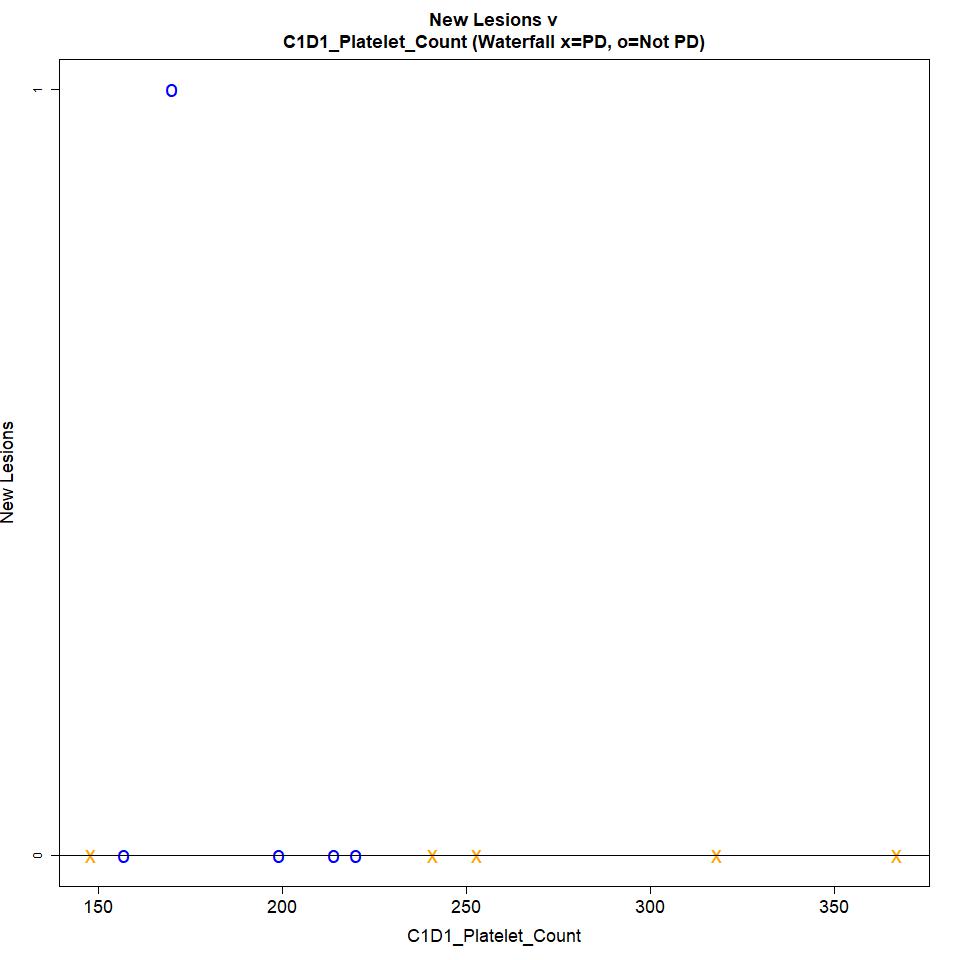 New Lesions v
C1D1_Platelet_Count (Waterfall x=PD, o=Not PD)
New Lesions
1
0
o
x o o o o x x x x
150 200 250 300 350
C1D1_Platelet_Count